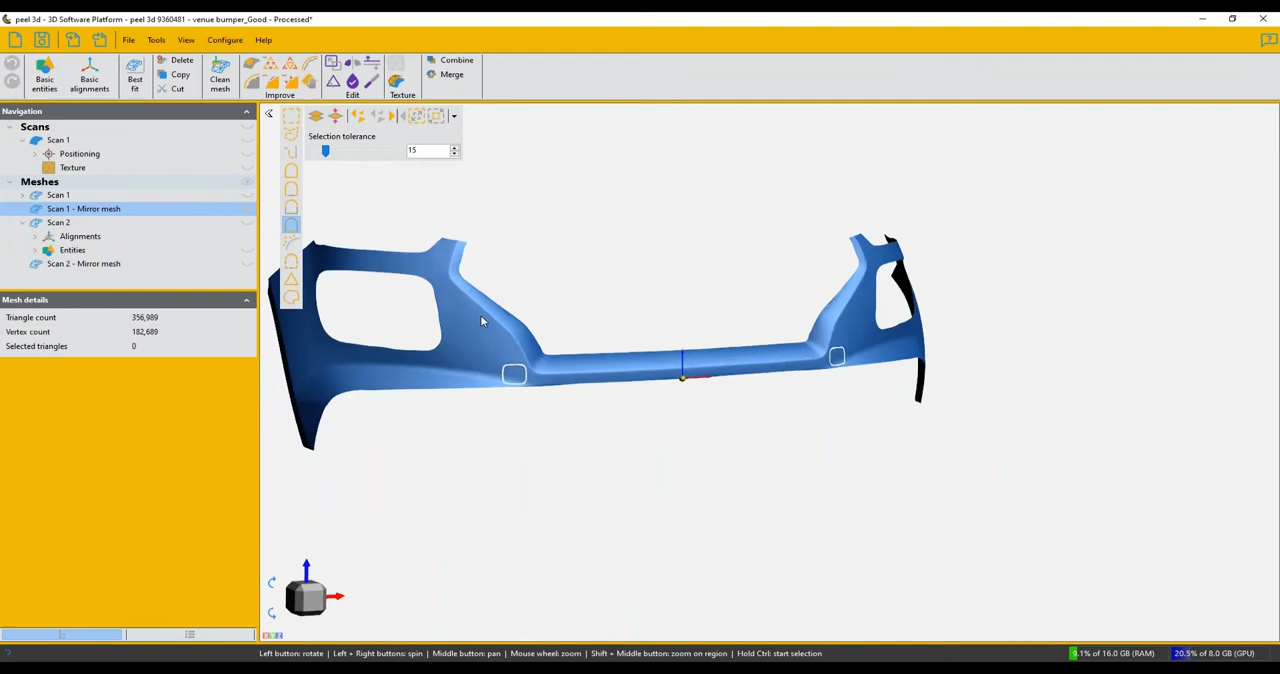 peel 3d - 3D Software Platform - peel 3d 9360481 - venue bumper_Good - Processed*
File Tools View Configure Help
Basic entities
Basic alignments
Best fit
Delete
Copy
Cut
Clean mesh
Improve
Edit
Texture
Combine
Merge
Navigation
Scans
Scan 1
Positioning
Texture
Meshes
Scan 1
Scan 1 - Mirror mesh
Scan 2
Alignments
Entities
Scan 2 - Mirror mesh
Mesh details
Triangle count 356,989
Vertex count 182,689
Selected triangles 0
Selection tolerance
15
Left button: rotate | Left + Right buttons: spin | Middle button: pan | Mouse wheel: zoom | Shift + Middle button: zoom on region | Hold Ctrl: start selection
9.1% of 16.0 GB (RAM) 20.5% of 8.0 GB (GPU)